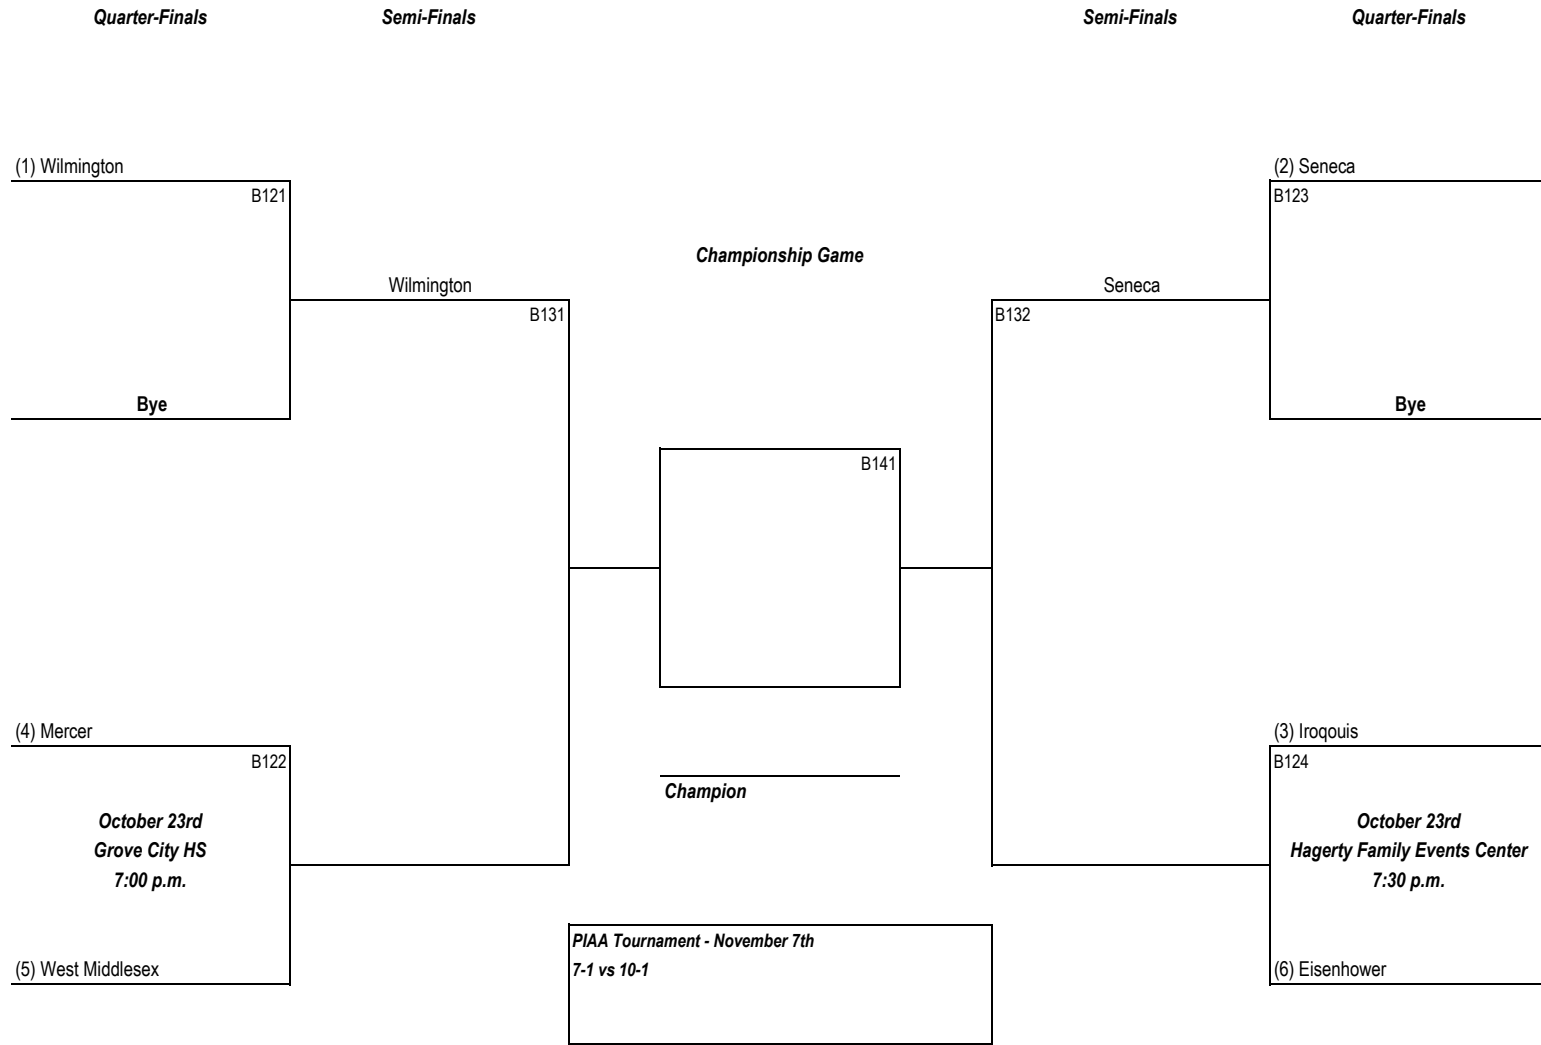 Quarter-Finals
Semi-Finals
Semi-Finals
Quarter-Finals
(1) Wilmington
(2) Seneca
B121
B123
Championship Game
Wilmington
Seneca
B131
B132
Bye
Bye
B141
(4) Mercer
(3) Iroqouis
B122
B124
Champion
October 23rd
Grove City HS
7:00 p.m.
October 23rd
Hagerty Family Events Center
7:30 p.m.
PIAA Tournament - November 7th
7-1 vs 10-1
(5) West Middlesex
(6) Eisenhower